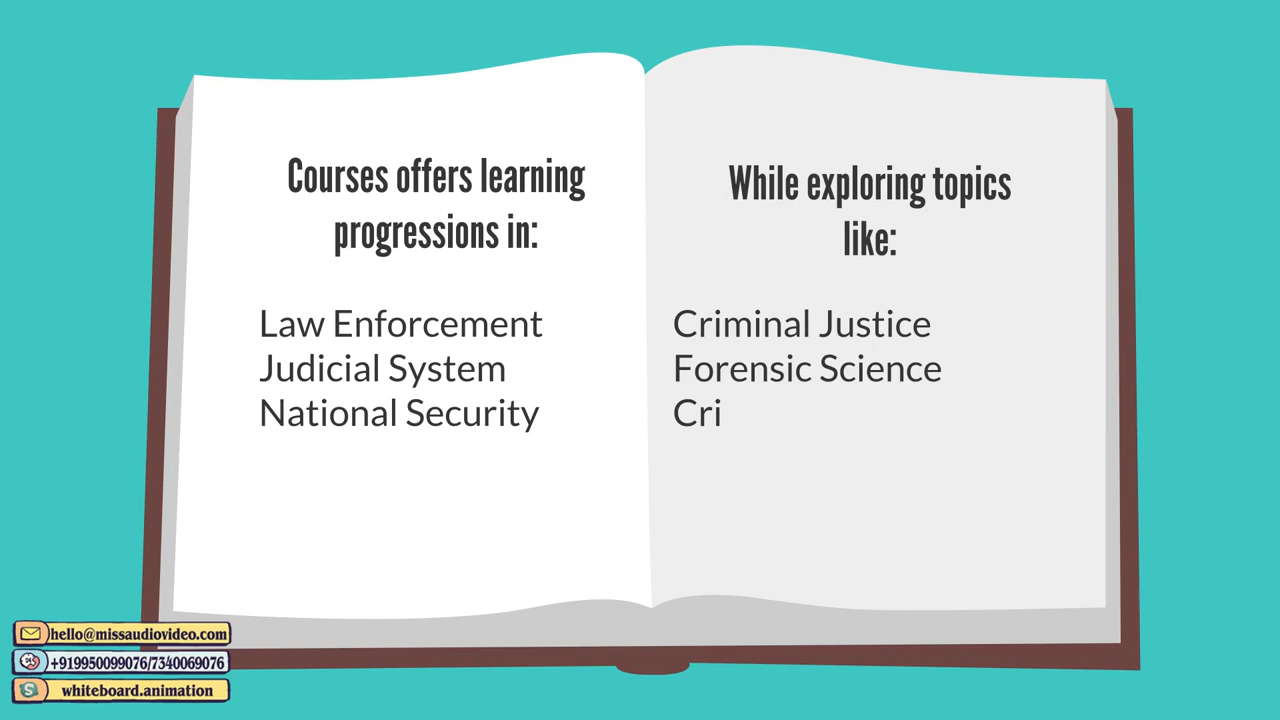 Courses offers learning
progressions in:
Law Enforcement
Judicial System
National Security
While exploring topics
like:
Criminal Justice
Forensic Science
Cri
hello@missaudiovideo.com
+919950099076/7340069076
whiteboard.animation